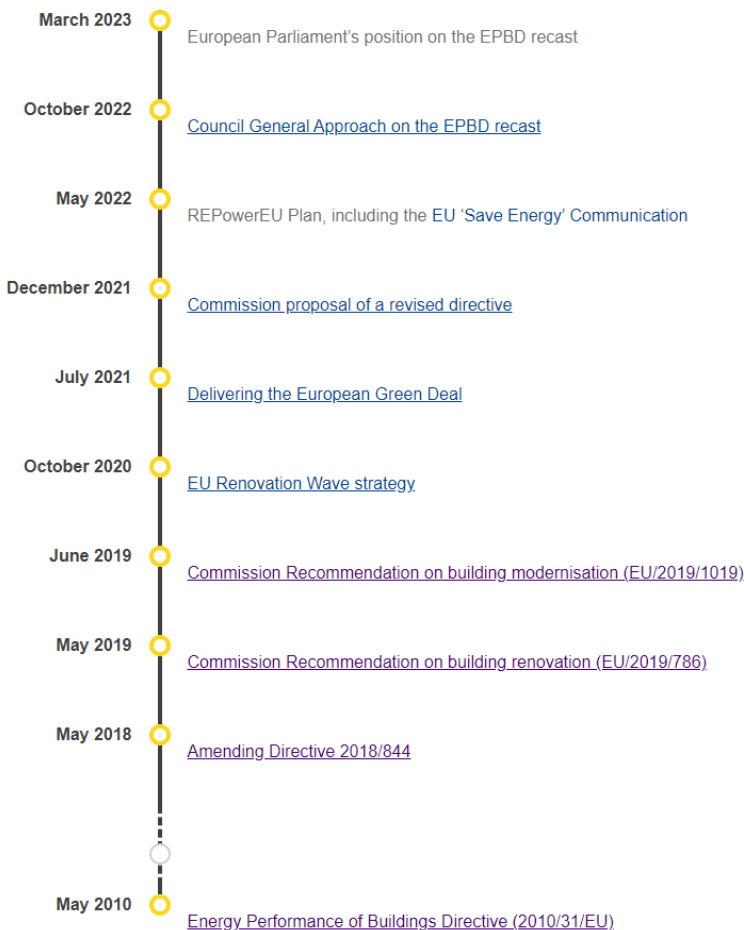 March 2023
European Parliament's position on the EPBD recast
October 2022
Council General Approach on the EPBD recast
May 2022
REPowerEU Plan, including the EU ‘Save Energy’ Communication
December 2021
Commission proposal of a revised directive
July 2021
Delivering the European Green Deal
October 2020
EU Renovation Wave strategy
June 2019
Commission Recommendation on building modernisation (EU/2019/1019)
May 2019
Commission Recommendation on building renovation (EU/2019/786)
May 2018
Amending Directive 2018/844
May 2010
Energy Performance of Buildings Directive (2010/31/EU)